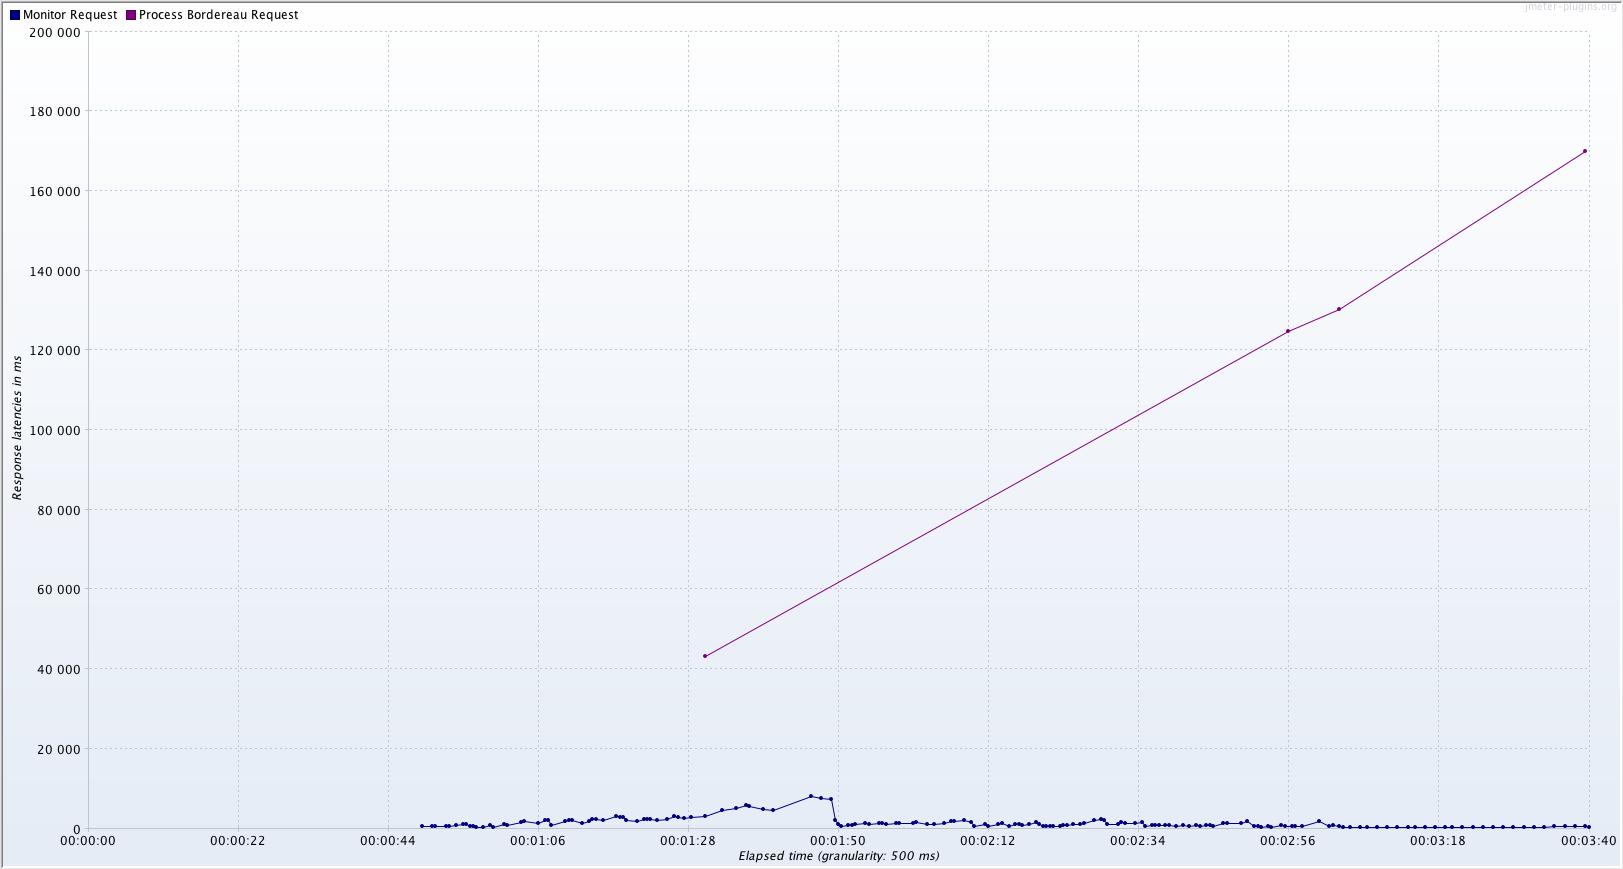 jmeter-plugins.org
Monitor Request Process Bordereau Request
200 000
180 000
160 000
140 000
120 000
100 000
80 000
60 000
40 000
20 000
0
Response latencies in ms
00:00:00 00:00:22 00:00:44 00:01:06 00:01:28 00:01:50 00:02:12 00:02:34 00:02:56 00:03:18 00:03:40
Elapsed time (granularity: 500 ms)